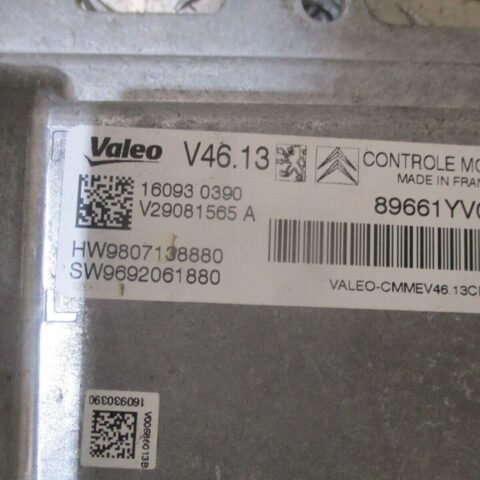 Valeo V46.13 CONTROLE MO
MADE IN FRAN
16093 0390
V29081565 A
89661YV
HW9807138880
SW9692061880
VALEO-CMMEV46.13C
160930390